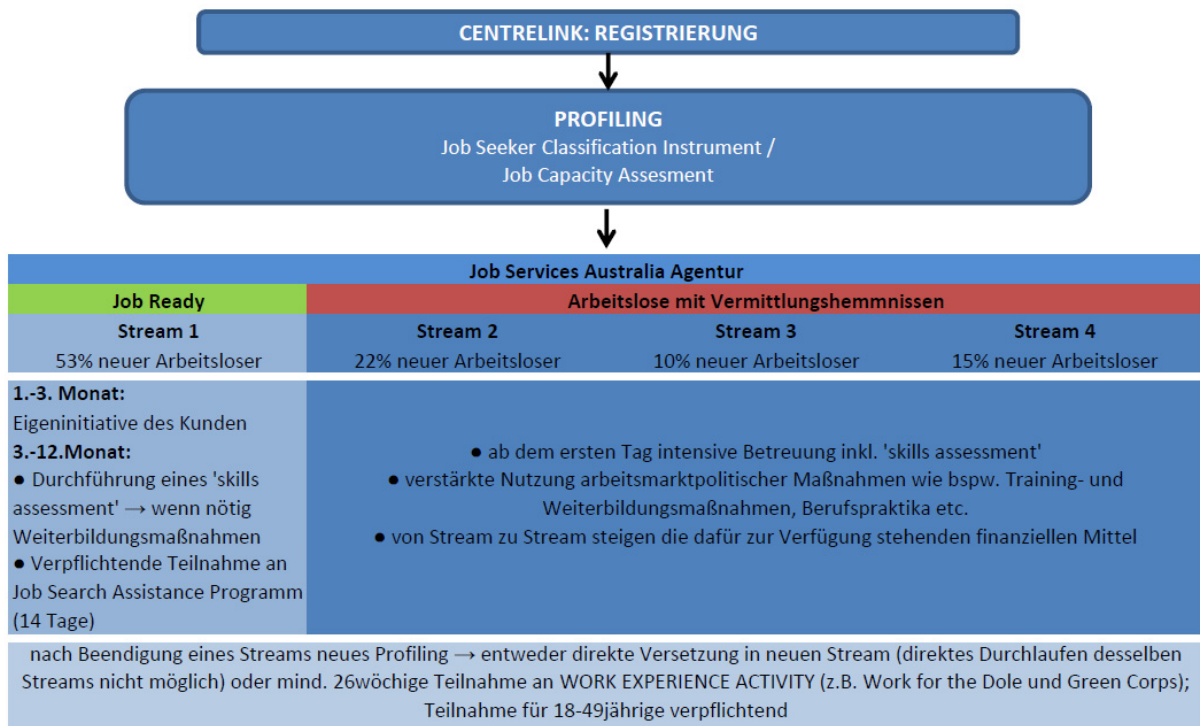 CENTRELINK: REGISTRIERUNG
PROFILING
Job Seeker Classification Instrument /
Job Capacity Assesment
Job Services Australia Agentur
Job Ready
Arbeitslose mit Vermittlungshemmnissen
Stream 1
Stream 2
Stream 3
Stream 4
53% neuer Arbeitsloser
22% neuer Arbeitsloser
10% neuer Arbeitsloser
15% neuer Arbeitsloser
1.-3. Monat:
Eigeninitiative des Kunden
3.-12.Monat:
● Durchführung eines 'skills
assessment' → wenn nötig
Weiterbildungsmaßnahmen
● Verpflichtende Teilnahme an
Job Search Assistance Programm
(14 Tage)
● ab dem ersten Tag intensive Betreuung inkl. 'skills assessment'
● verstärkte Nutzung arbeitsmarktpolitischer Maßnahmen wie bspw. Training- und
Weiterbildungsmaßnahmen, Berufspraktika etc.
● von Stream zu Stream steigen die dafür zur Verfügung stehenden finanziellen Mittel
nach Beendigung eines Streams neues Profiling → entweder direkte Versetzung in neuen Stream (direktes Durchlaufen desselben
Streams nicht möglich) oder mind. 26wöchige Teilnahme an WORK EXPERIENCE ACTIVITY (z.B. Work for the Dole und Green Corps);
Teilnahme für 18-49jährige verpflichtend